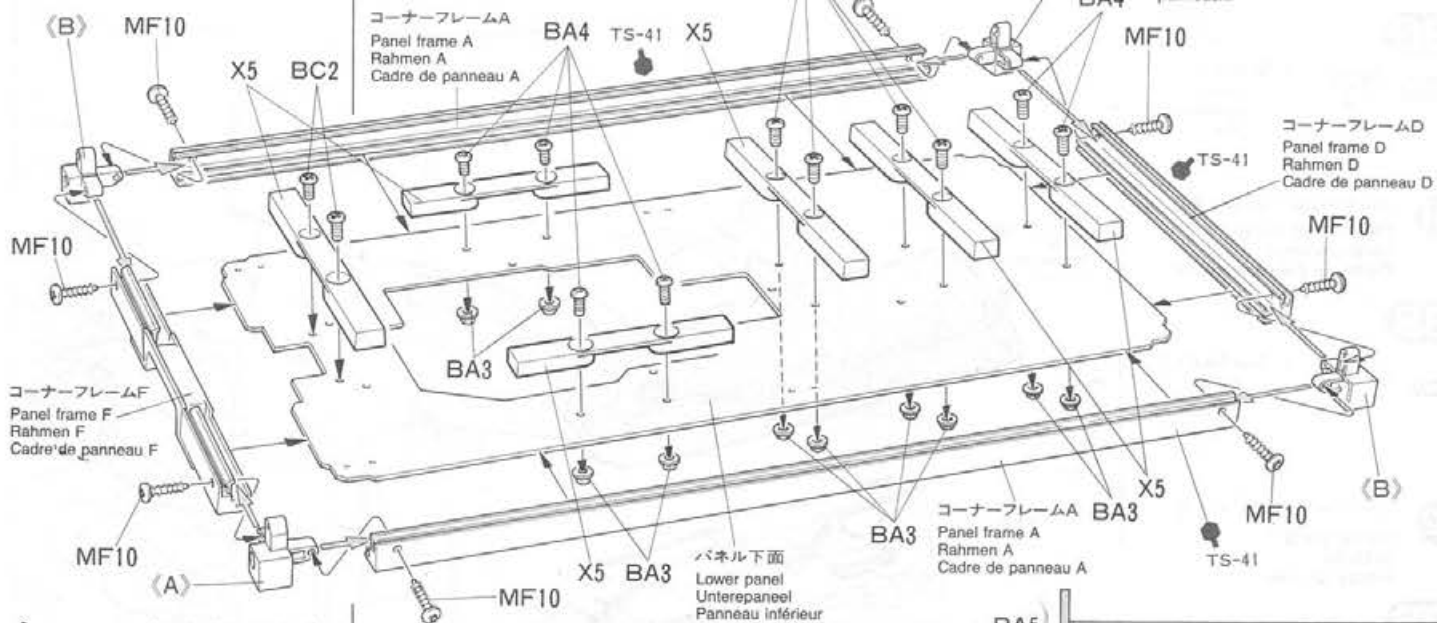 《B》
MF10
コーナーフレームA
Panel frame A
Rahmen A
Cadre de panneau A
BA4
TS-41
X5
BA4
MF10
X5
BC2
コーナーフレームD
Panel frame D
Rahmen D
Cadre de panneau D
TS-41
MF10
MF10
BA3
コーナーフレームF
Panel frame F
Rahmen F
Cadre de panneau F
MF10
《A》
MF10
X5
BA3
パネル下面
Lower panel
Unterepaneel
Panneau inférieur
BA3
コーナーフレームA
Panel frame A
Rahmen A
Cadre de panneau A
BA3
X5
TS-41
MF10
《B》
BA5